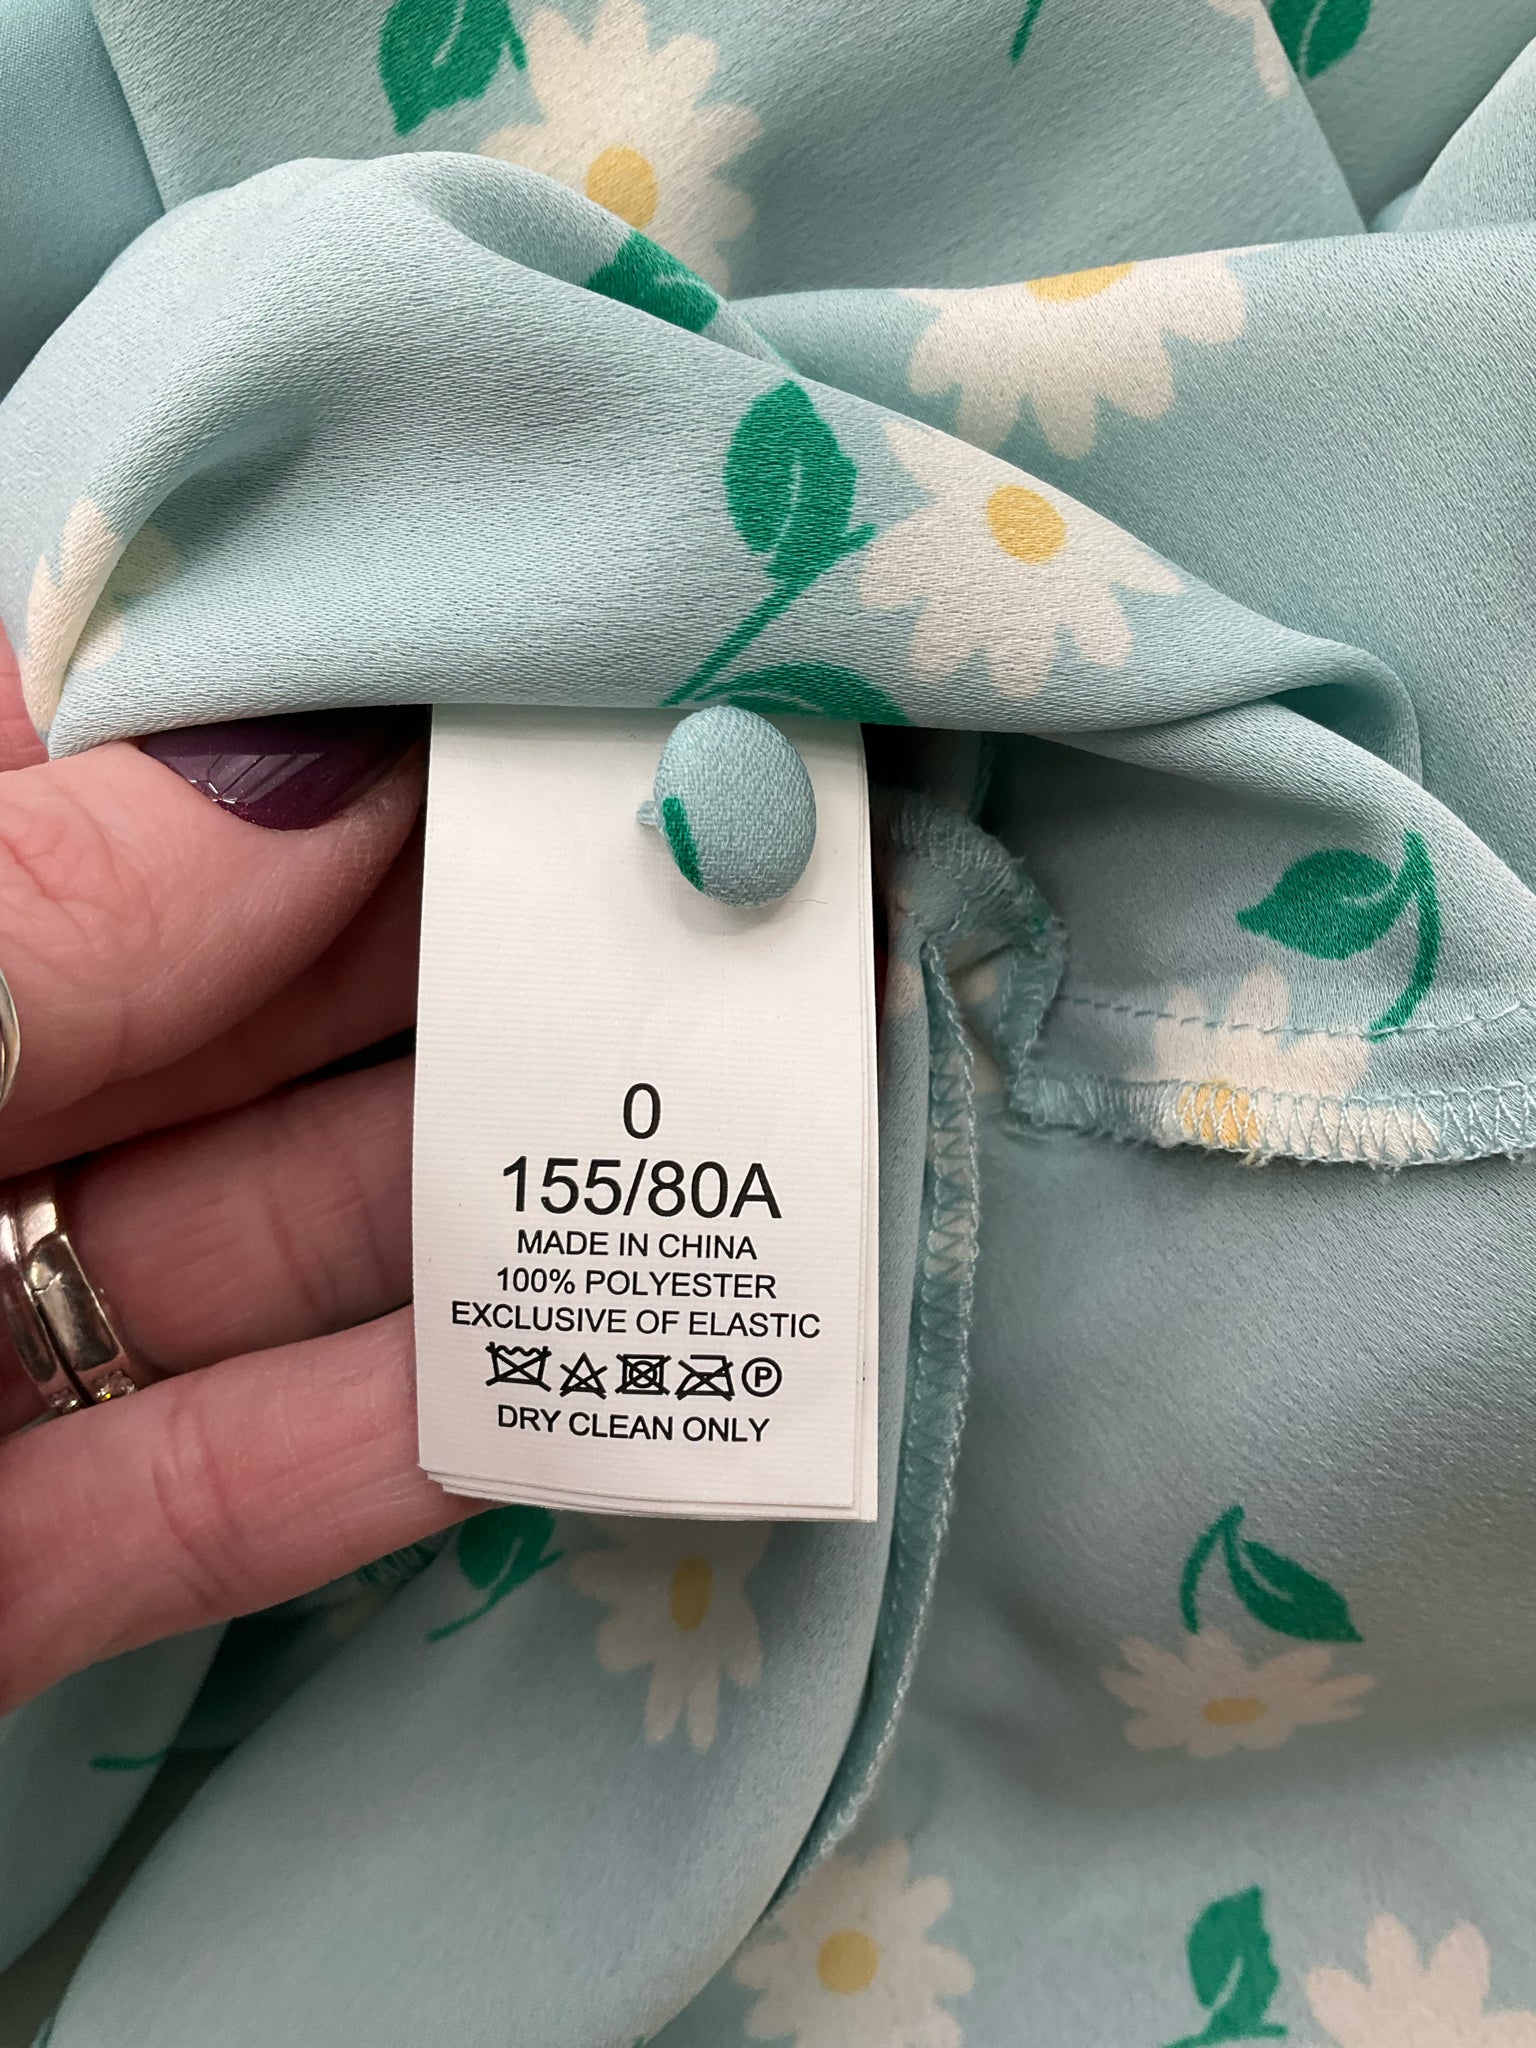 0
155/80A
MADE IN CHINA
100% POLYESTER
EXCLUSIVE OF ELASTIC
P
DRY CLEAN ONLY